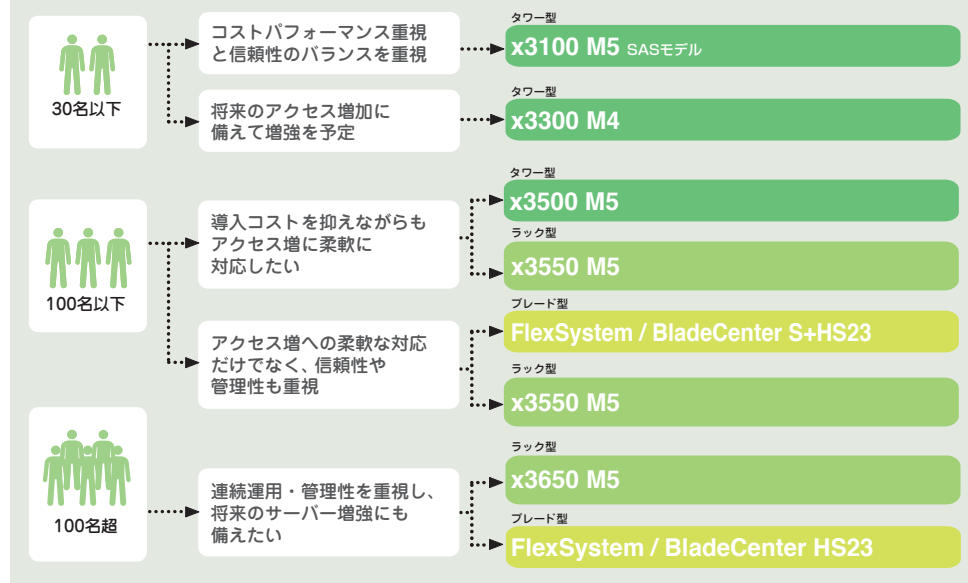 30名以下
コストパフォーマンス重視
と信頼性のバランスを重視
タワー型
x3100 M5 SASモデル
将来のアクセス増加に
備えて増強を予定
タワー型
x3300 M4
100名以下
導入コストを抑えながらも
アクセス増に柔軟に
対応したい
タワー型
x3500 M5
ラック型
x3550 M5
アクセス増への柔軟な対応
だけでなく、信頼性や
管理性も重視
ブレード型
FlexSystem / BladeCenter S+HS23
ラック型
x3550 M5
100名超
連続運用・管理性を重視し、
将来のサーバー増強にも
備えたい
ラック型
x3650 M5
ブレード型
FlexSystem / BladeCenter HS23